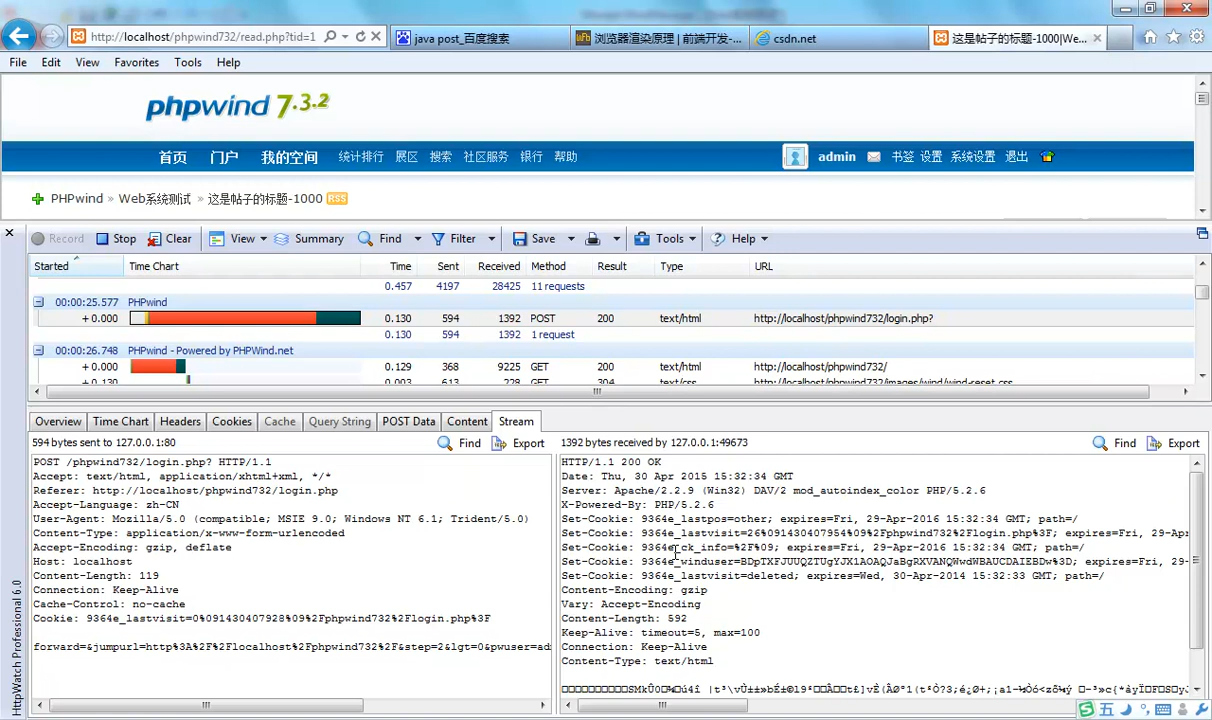 http://localhost/phpwind732/read.php?tid=1
java post_百度搜索
浏览器渲染原理 | 前端开发-...
csdn.net
这是帖子的标题-1000|We...
File Edit View Favorites Tools Help
phpwind 7.3.2
首页 门户 我的空间 统计排行 展区 搜索 社区服务 银行 帮助 admin 书签 设置 系统设置 退出
PHPwind » Web系统测试 » 这是帖子的标题-1000 RSS
Record Stop Clear View Summary Find Filter Save Tools Help
Started Time Chart Time Sent Received Method Result Type URL
0.457 4197 28425 11 requests
00:00:25.577 PHPwind
+ 0.000 0.130 594 1392 POST 200 text/html http://localhost/phpwind732/login.php?
0.130 594 1392 1 request
00:00:26.748 PHPwind - Powered by PHPWind.net
+ 0.000 0.129 368 9225 GET 200 text/html http://localhost/phpwind732/
+ 0.130 0.003 613 228 GET 304 text/css http://localhost/phpwind732/images/wind/wind-reset.css
Overview Time Chart Headers Cookies Cache Query String POST Data Content Stream
594 bytes sent to 127.0.0.1:80 Find Export
POST /phpwind732/login.php? HTTP/1.1
Accept: text/html, application/xhtml+xml, */*
Referer: http://localhost/phpwind732/login.php
Accept-Language: zh-CN
User-Agent: Mozilla/5.0 (compatible; MSIE 9.0; Windows NT 6.1; Trident/5.0)
Content-Type: application/x-www-form-urlencoded
Accept-Encoding: gzip, deflate
Host: localhost
Content-Length: 119
Connection: Keep-Alive
Cache-Control: no-cache
Cookie: 9364e_lastvisit=0%091430407928%09%2Fphpwind732%2Flogin.php%3F
forward=&jumpurl=http%3A%2F%2Flocalhost%2Fphpwind732%2F&step=2&lgt=0&pwuser=ad
1392 bytes received by 127.0.0.1:49673 Find Export
HTTP/1.1 200 OK
Date: Thu, 30 Apr 2015 15:32:34 GMT
Server: Apache/2.2.9 (Win32) DAV/2 mod_autoindex_color PHP/5.2.6
X-Powered-By: PHP/5.2.6
Set-Cookie: 9364e_lastpos=other; expires=Fri, 29-Apr-2016 15:32:34 GMT; path=/
Set-Cookie: 9364e_lastvisit=26%091430407954%09%2Fphpwind732%2Flogin.php%3F; expires=Fri, 29-Apr
Set-Cookie: 9364e_ck_info=%2F%09; expires=Fri, 29-Apr-2016 15:32:34 GMT; path=/
Set-Cookie: expires=Fri, 29-
Set-Cookie: 9364e_lastvisit=deleted; expires=Wed, 30-Apr-2014 15:32:33 GMT; path=/
Content-Encoding: gzip
Vary: Accept-Encoding
Content-Length: 592
Keep-Alive: timeout=5, max=100
Connection: Keep-Alive
Content-Type: text/html
HttpWatch Professional 6.0
五